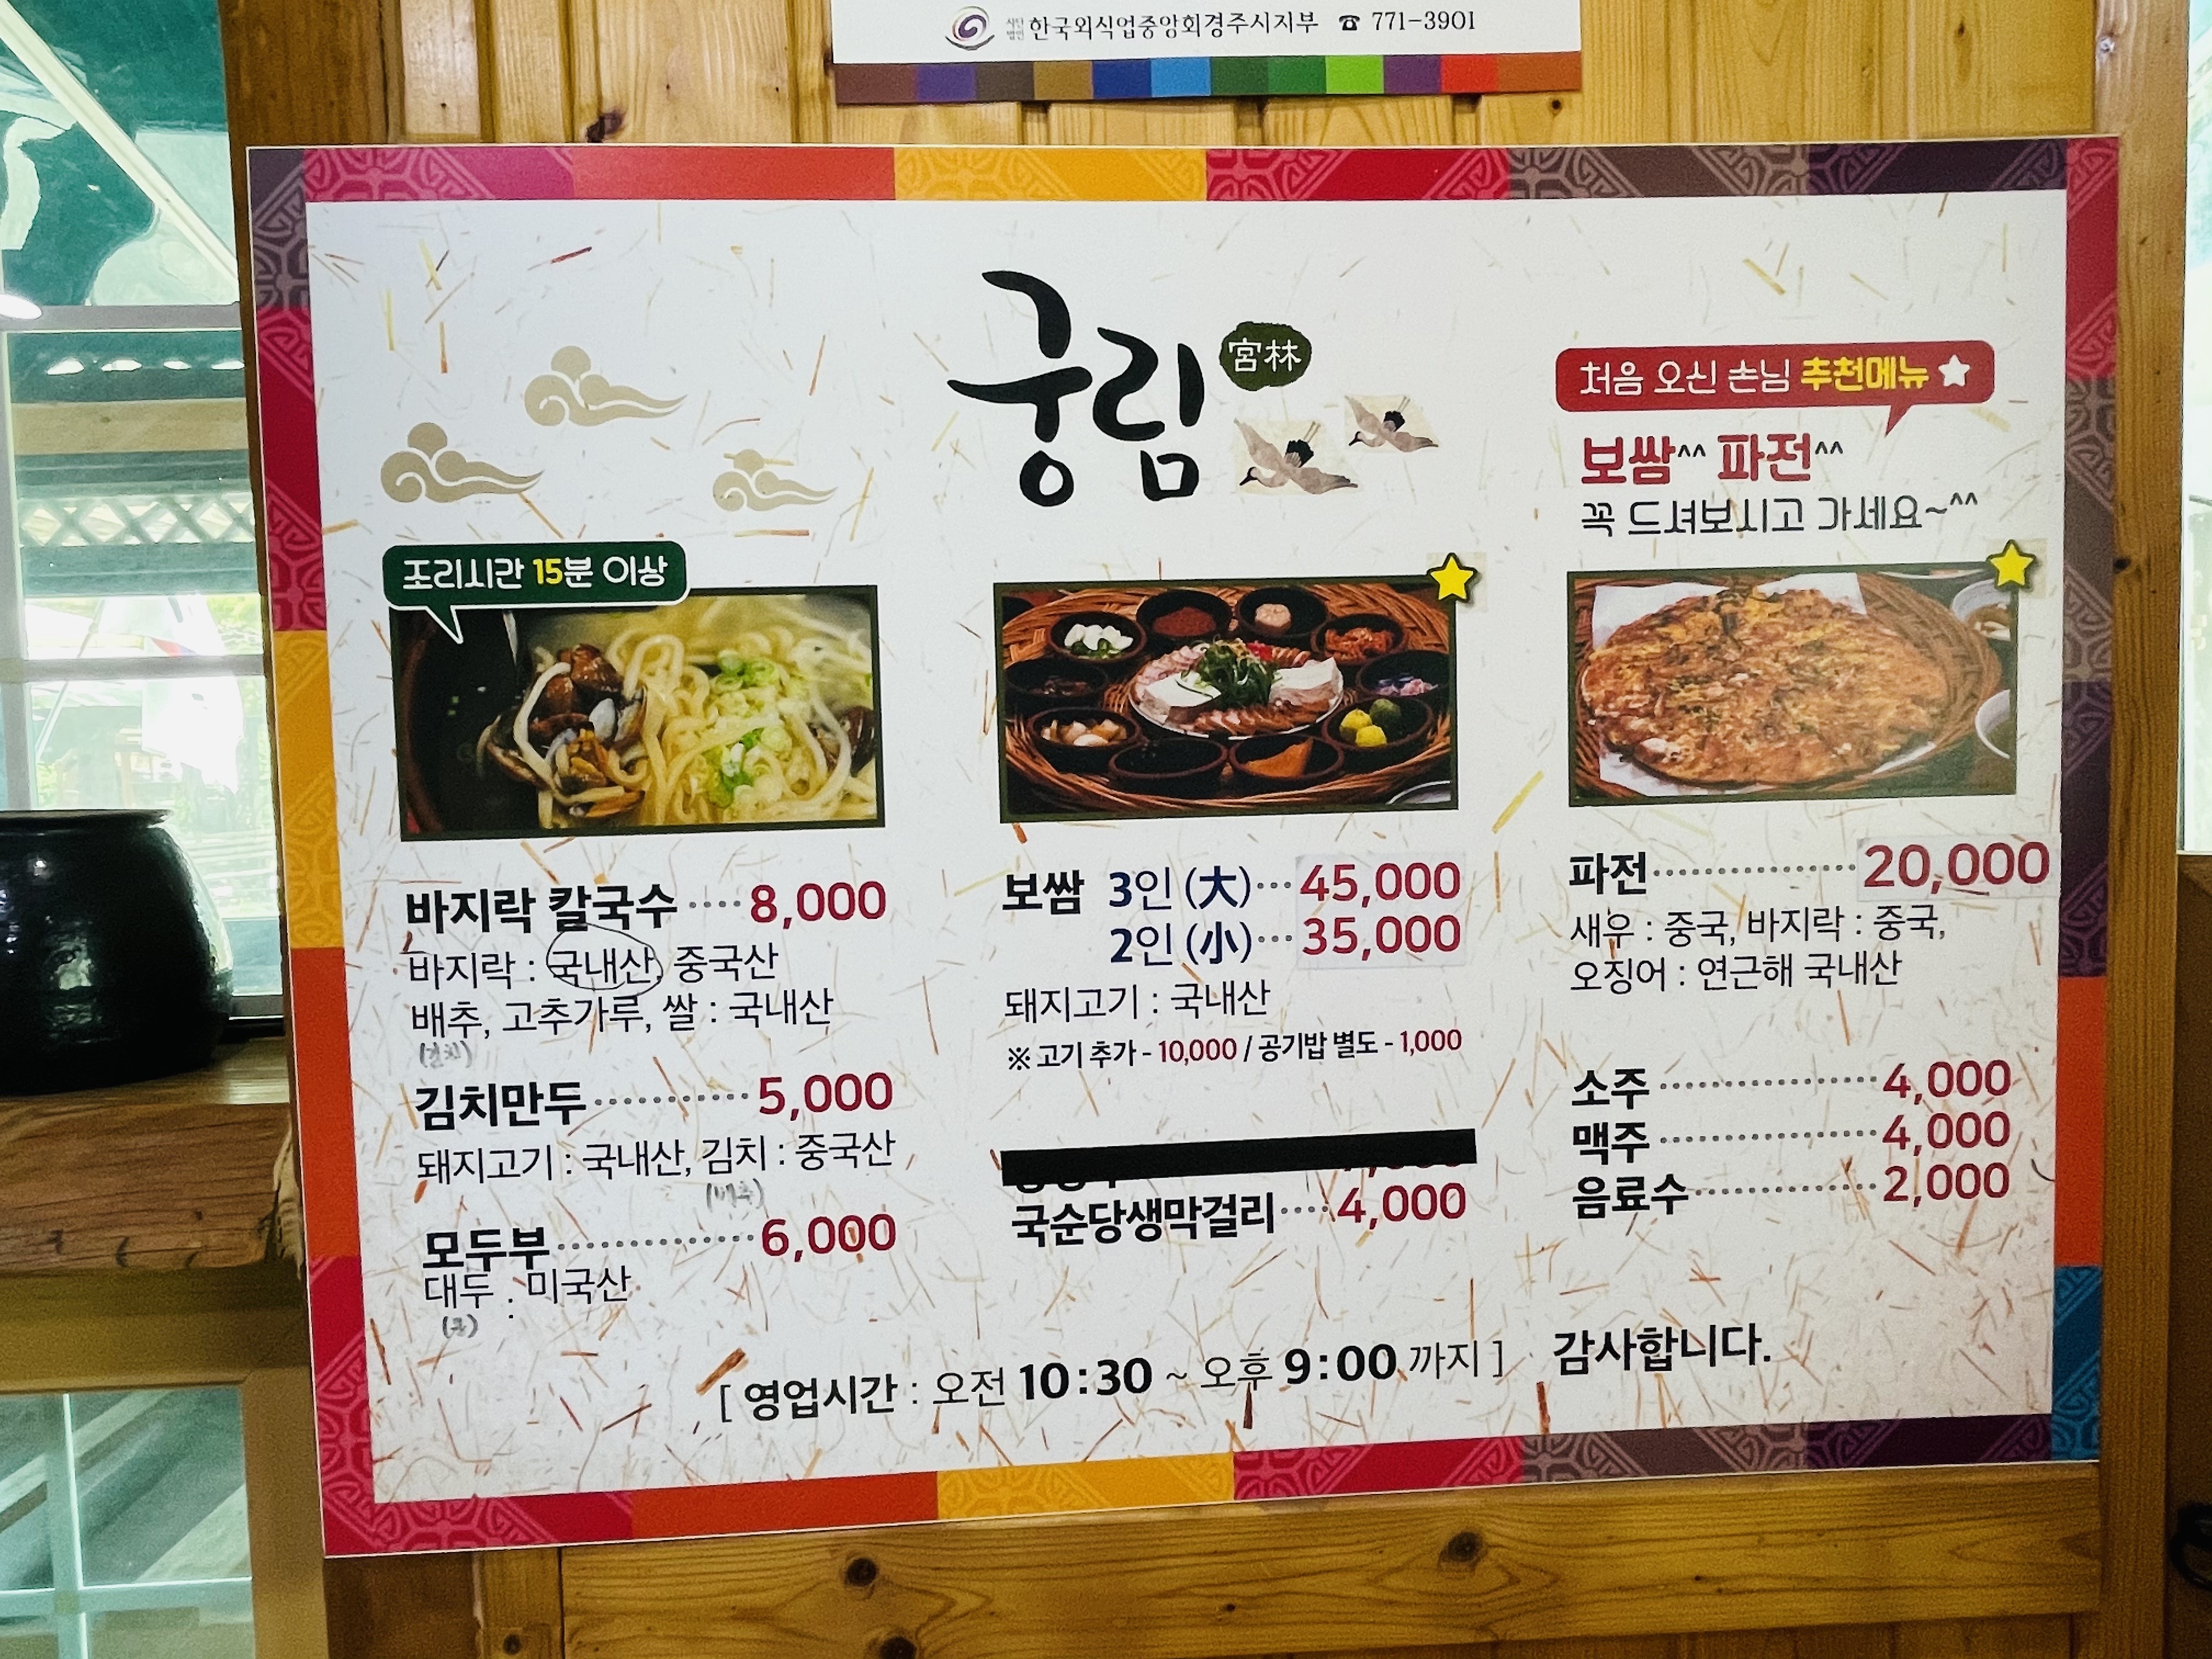 사단법인 한국외식업중앙회경주시지부 ☎ 771-3901
궁림 宮林
처음 오신 손님 추천메뉴
보쌈^^ 파전^^
꼭 드셔보시고 가세요~^^
조리시간 15분 이상
바지락 칼국수 ···· 8,000
바지락 : 국내산, 중국산
배추, 고추가루, 쌀 : 국내산
(김치)
김치만두 ··········· 5,000
돼지고기 : 국내산, 김치 : 중국산
(배추)
모두부 ·············· 6,000
대두 : 미국산
(콩)
보쌈 3인 (大) ··· 45,000
2인 (小) ··· 35,000
돼지고기 : 국내산
※ 고기 추가 - 10,000 / 공기밥 별도 - 1,000
국순당생막걸리 ···· 4,000
파전 ··············· 20,000
새우 : 중국, 바지락 : 중국,
오징어 : 연근해 국내산
소주 ················ 4,000
맥주 ················ 4,000
음료수 ············· 2,000
[ 영업시간 : 오전 10:30 ~ 오후 9:00 까지 ] 감사합니다.